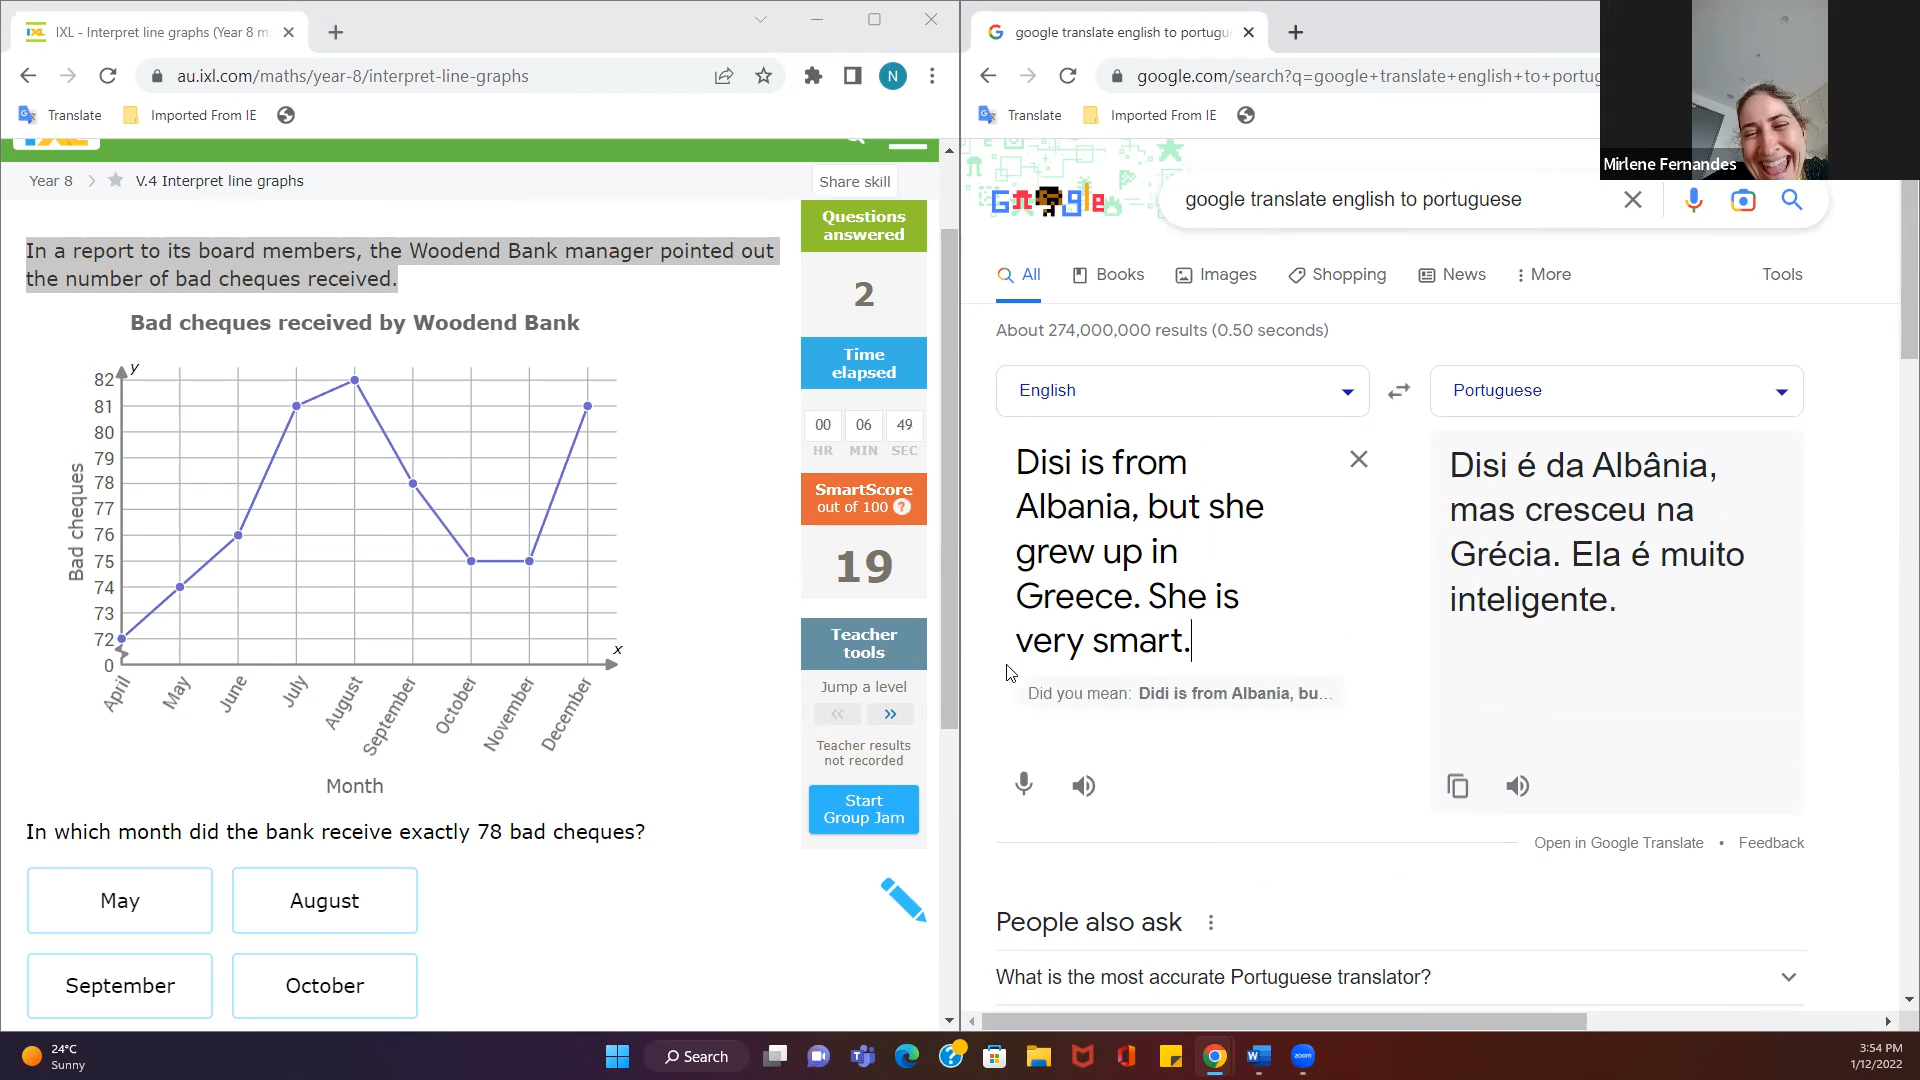 IXL - Interpret line graphs (Year 8 m
au.ixl.com/maths/year-8/interpret-line-graphs
N
Translate
Imported From IE
Year 8
V.4 Interpret line graphs
Share skill
In a report to its board members, the Woodend Bank manager pointed out
the number of bad cheques received.
Bad cheques received by Woodend Bank
y
82
81
80
79
78
77
76
75
74
73
72
0
x
Bad cheques
April
May
June
July
August
September
October
November
December
Month
In which month did the bank receive exactly 78 bad cheques?
May
August
September
October
Questions
answered
2
Time
elapsed
00
06
49
HR
MIN
SEC
SmartScore
out of 100 ?
19
Teacher
tools
Jump a level
Teacher results
not recorded
Start
Group Jam
google translate english to portugu
google.com/search?q=google+translate+english+to+portug
Translate
Imported From IE
Mirlene Fernandes
Google
google translate english to portuguese
All
Books
Images
Shopping
News
More
Tools
About 274,000,000 results (0.50 seconds)
English
Portuguese
Disi is from
Albania, but she
grew up in
Greece. She is
very smart.
Did you mean: Didi is from Albania, bu...
Disi é da Albânia,
mas cresceu na
Grécia. Ela é muito
inteligente.
Open in Google Translate • Feedback
People also ask
What is the most accurate Portuguese translator?
24°C
Sunny
Search
zoom
3:54 PM
1/12/2022